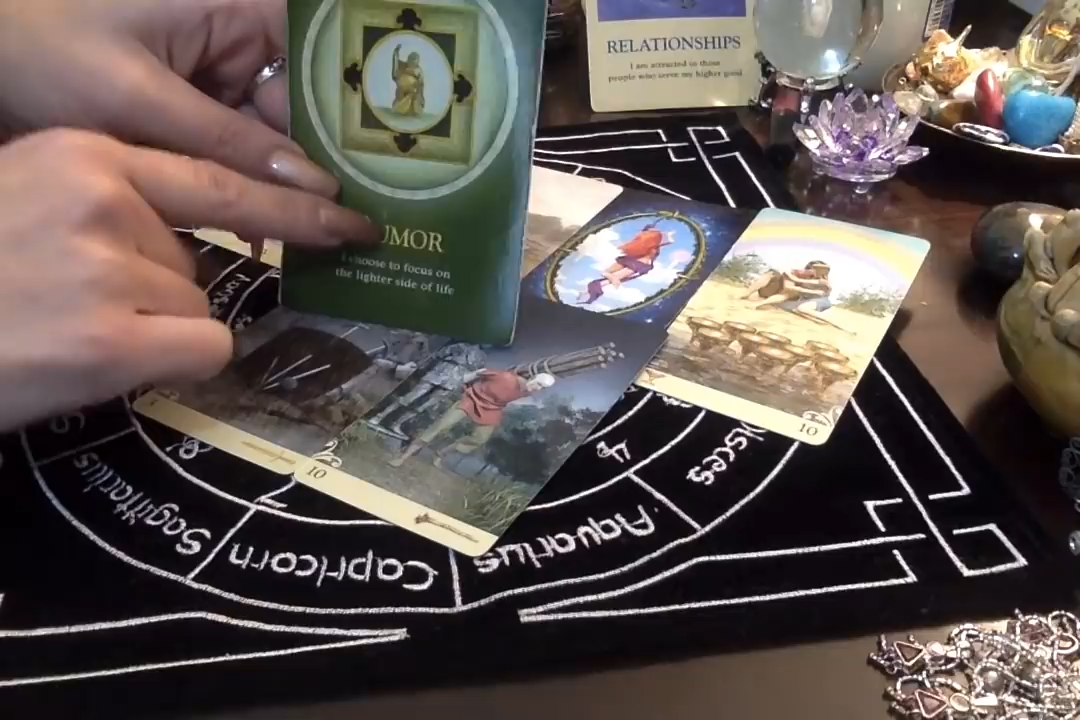 RELATIONSHIPS
I am attracted to those
people who serve my higher good
UMOR
I choose to focus on
the lighter side of life
10
10
Sagittarius
Capricorn
Aquarius
Pisces